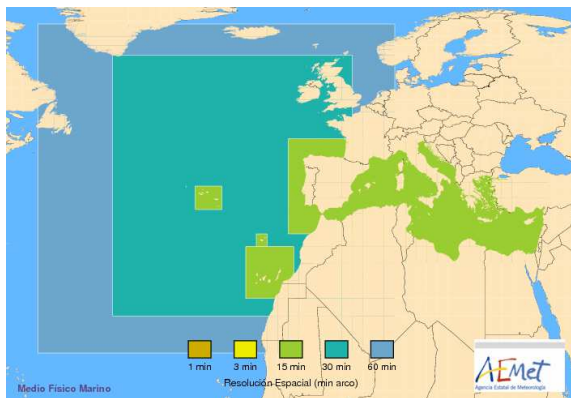 1 min 3 min 15 min 30 min 60 min
Resolución Espacial (min arco)
Medio Físico Marino
AEMet
Agencia Estatal de Meteorología